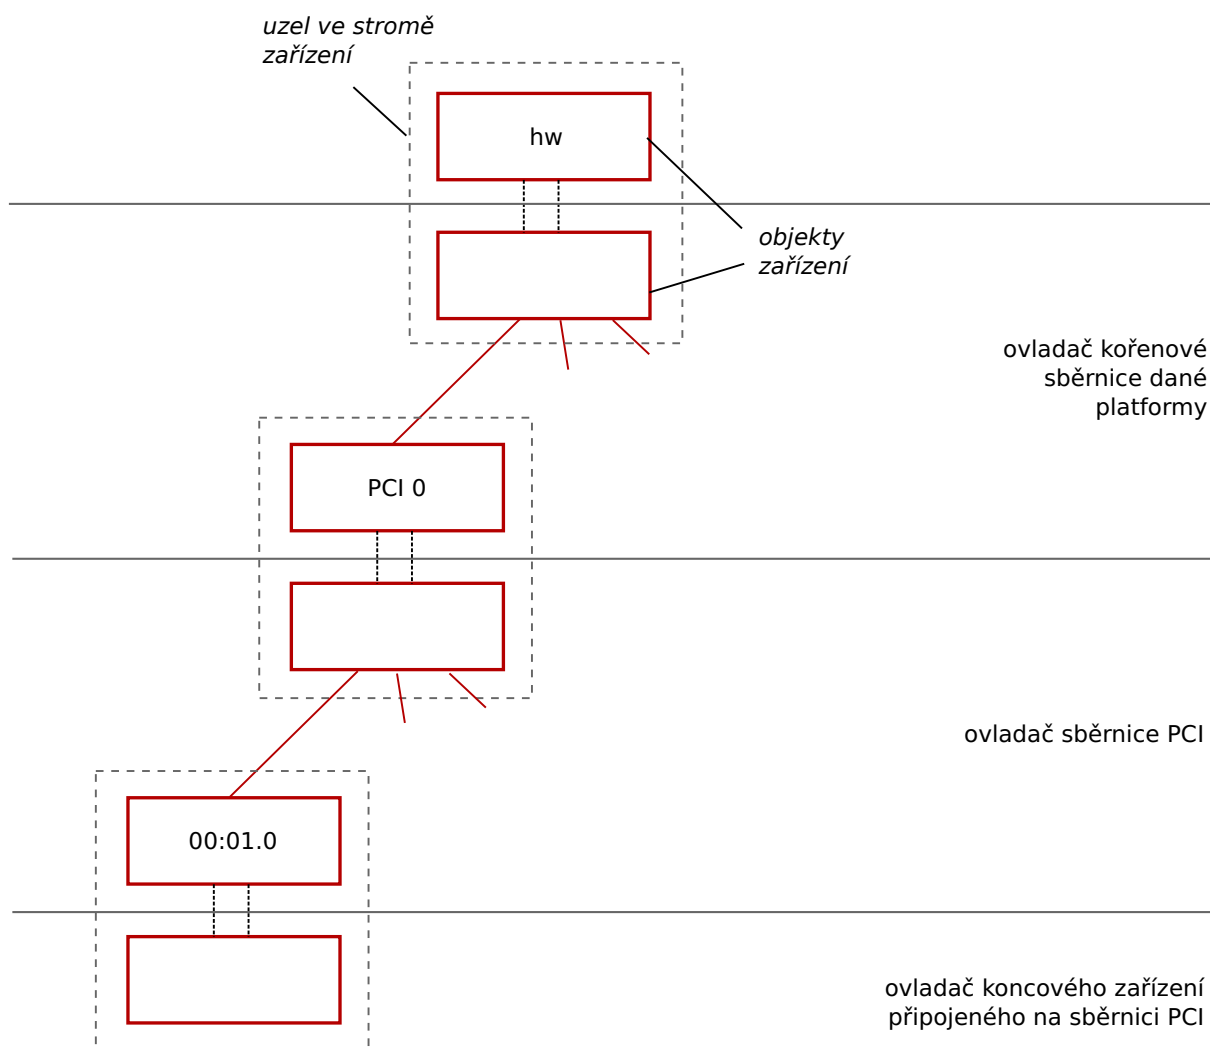 uzel ve stromě
zařízení
hw
objekty
zařízení
ovladač kořenové
sběrnice dané
platformy
PCI 0
ovladač sběrnice PCI
00:01.0
ovladač koncového zařízení
připojeného na sběrnici PCI